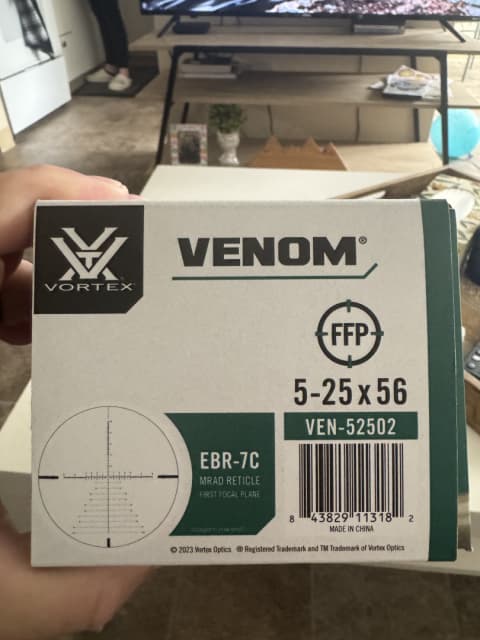 VORTEX
VENOM®
FFP
5-25 x 56
VEN-52502
EBR-7C
MRAD RETICLE
FIRST FOCAL PLANE
8 43829 11318 2
MADE IN CHINA
© 2023 Vortex Optics ® Registered Trademark and TM Trademark of Vortex Optics